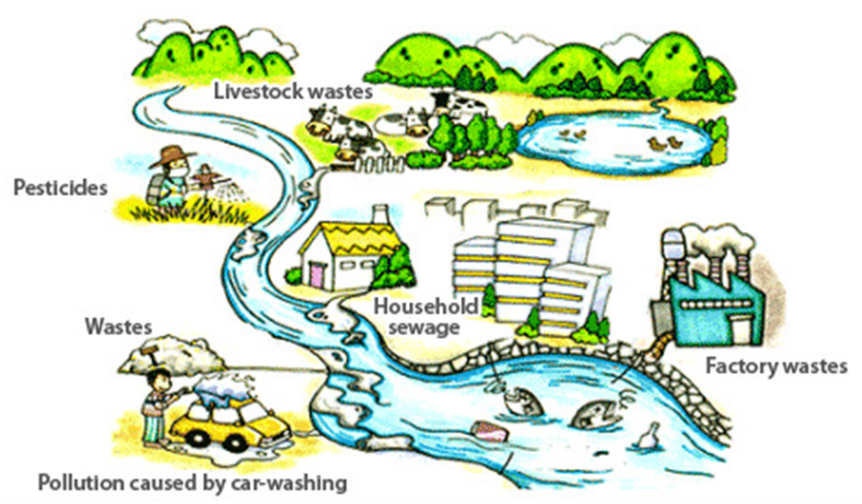 Livestock wastes
Pesticides
Household
sewage
Wastes
Factory wastes
Pollution caused by car-washing